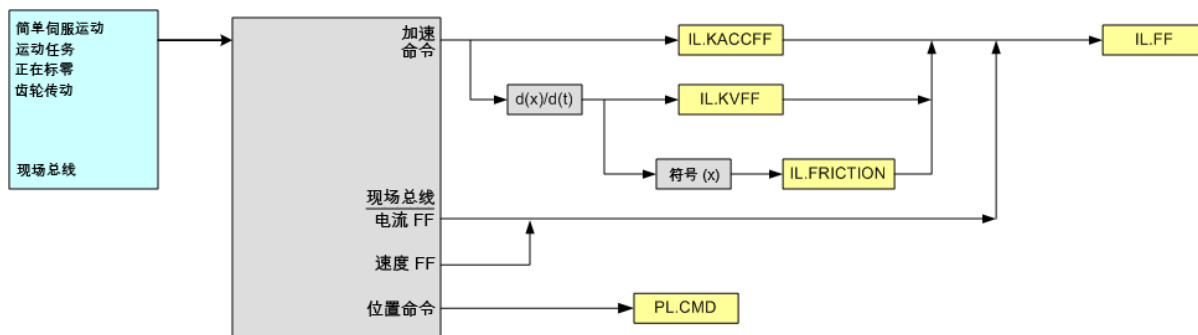 简单伺服运动
运动任务
正在标零
齿轮传动
现场总线
加速
命令
IL.KACCFF
IL.FF
d(x)/d(t)
IL.KVFF
符号 (x)
IL.FRICTION
现场总线
电流 FF
速度 FF
位置命令
PL.CMD